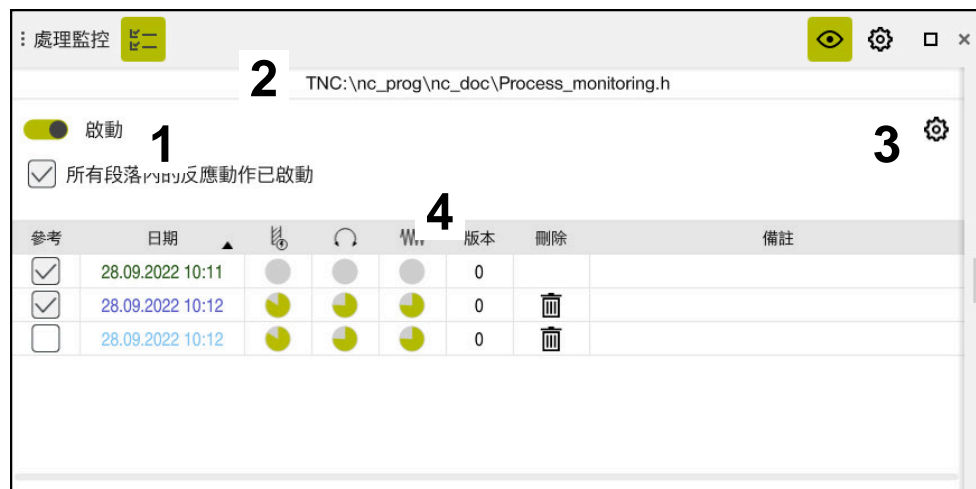 處理監控
2
TNC:\nc_prog\nc_doc\Process_monitoring.h
啟動
1
3
所有段落內的反應動作已啟動
4
參考 日期 版本 刪除 備註
28.09.2022 10:11 0
28.09.2022 10:12 0
28.09.2022 10:12 0